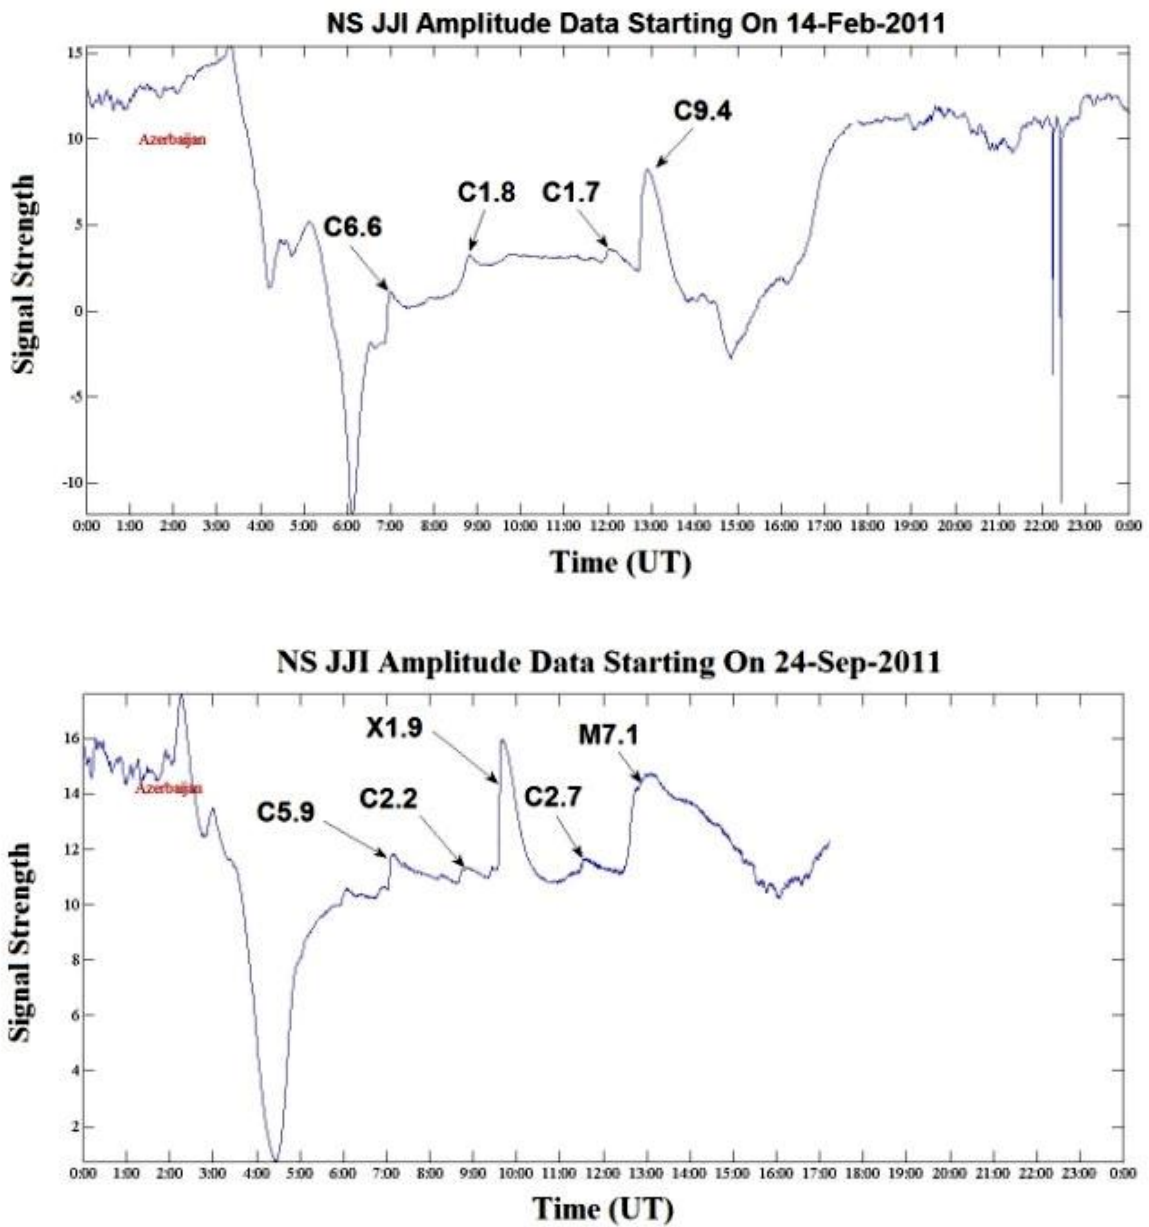 NS JJI Amplitude Data Starting On 14-Feb-2011
15
10
5
0
-5
-10
Signal Strength
Azerbaijan
C6.6
C1.8
C1.7
C9.4
0:00 1:00 2:00 3:00 4:00 5:00 6:00 7:00 8:00 9:00 10:00 11:00 12:00 13:00 14:00 15:00 16:00 17:00 18:00 19:00 20:00 21:00 22:00 23:00 0:00
Time (UT)
NS JJI Amplitude Data Starting On 24-Sep-2011
16
14
12
10
8
6
4
2
Signal Strength
Azerbaijan
C5.9
C2.2
X1.9
C2.7
M7.1
0:00 1:00 2:00 3:00 4:00 5:00 6:00 7:00 8:00 9:00 10:00 11:00 12:00 13:00 14:00 15:00 16:00 17:00 18:00 19:00 20:00 21:00 22:00 23:00 0:00
Time (UT)